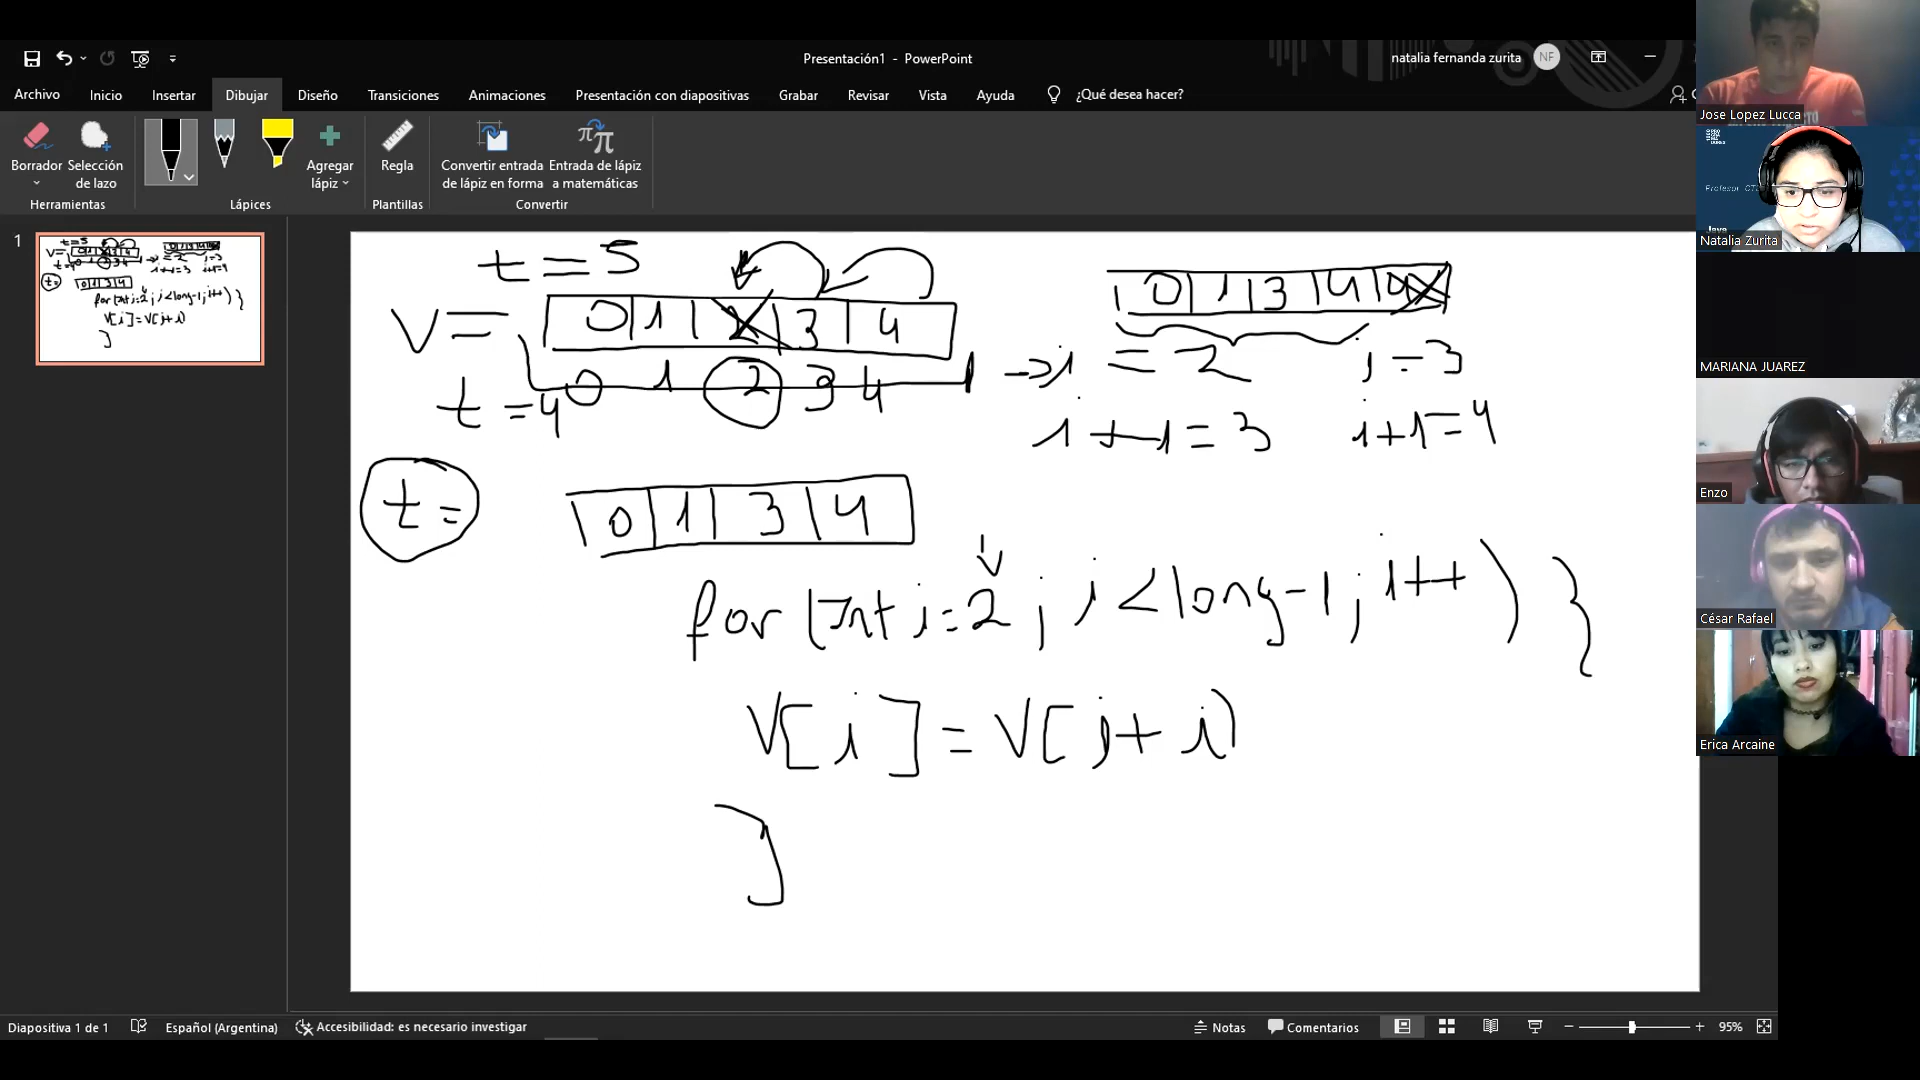 Presentación1 - PowerPoint
natalia fernanda zurita NF
Archivo Inicio Insertar Dibujar Diseño Transiciones Animaciones Presentación con diapositivas Grabar Revisar Vista Ayuda ¿Qué desea hacer?
Borrador Selección de lazo Agregar lápiz Regla Convertir entrada de lápiz en forma Entrada de lápiz a matemáticas
Herramientas Lápices Plantillas Convertir
1
t = 5
V = 0 1 2 3 4
0 1 3 4 4
0 1 2 3 4
→ i = 2 i = 3
t = 4
i + 1 = 3 i + 1 = 4
t =
0 1 3 4
for (Int i = 2 ; i < long - 1 ; i++ ) }
V[ i ] = V[ i + i )
}
Jose Lopez Lucca
Profesor
Java
Natalia Zurita
MARIANA JUAREZ
Enzo
César Rafael
Erica Arcaine
Diapositiva 1 de 1 Español (Argentina) Accesibilidad: es necesario investigar Notas Comentarios 95%